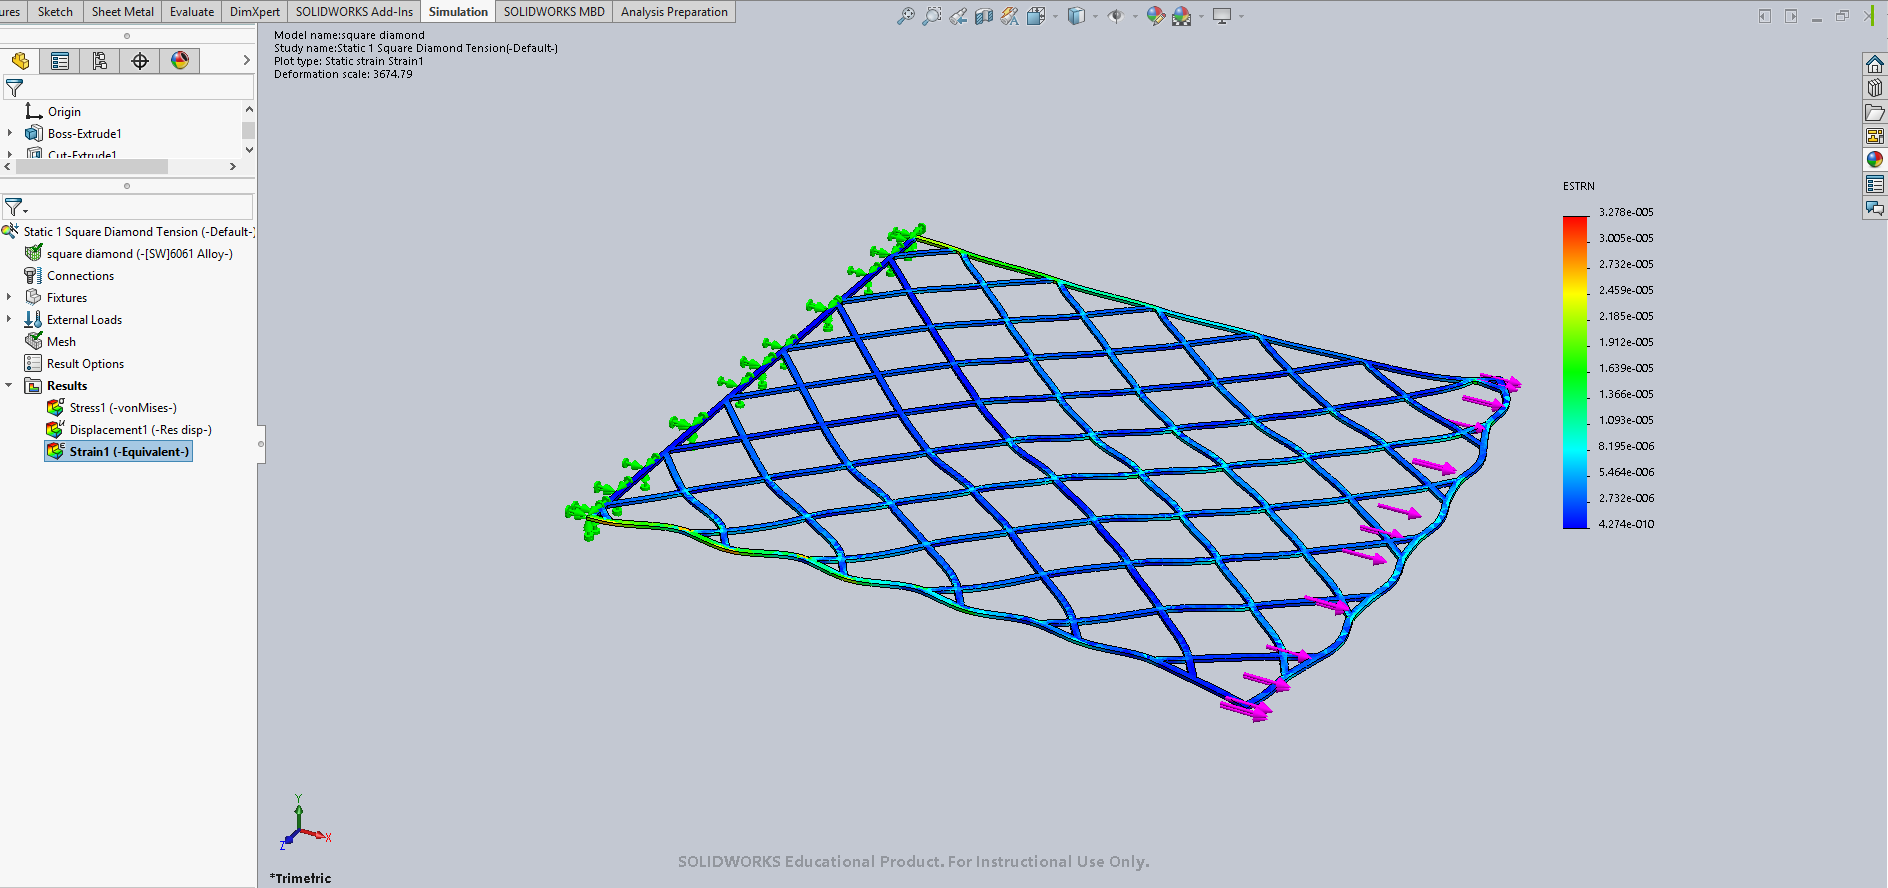 ures Sketch Sheet Metal Evaluate DimXpert SOLIDWORKS Add-Ins Simulation SOLIDWORKS MBD Analysis Preparation
Model name:square diamond
Study name:Static 1 Square Diamond Tension(-Default-)
Plot type: Static strain Strain1
Deformation scale: 3674.79
Origin
Boss-Extrude1
Cut-Extrude1
Static 1 Square Diamond Tension (-Default-)
square diamond (-[SW]6061 Alloy-)
Connections
Fixtures
External Loads
Mesh
Result Options
Results
Stress1 (-vonMises-)
Displacement1 (-Res disp-)
Strain1 (-Equivalent-)
ESTRN
3.278e-005
3.005e-005
2.732e-005
2.459e-005
2.185e-005
1.912e-005
1.639e-005
1.366e-005
1.093e-005
8.195e-006
5.464e-006
2.732e-006
4.274e-010
Y
X
Z
SOLIDWORKS Educational Product. For Instructional Use Only.
*Trimetric